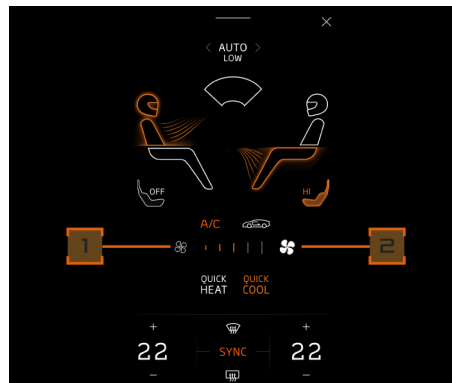 AUTO
LOW
OFF
HI
A/C
1
2
QUICK
HEAT
QUICK
COOL
+
+
22
SYNC
22
-
-